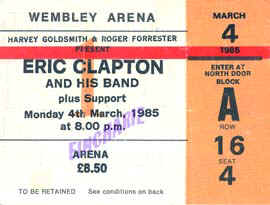 WEMBLEY ARENA
HARVEY GOLDSMITH & ROGER FORRESTER
PRESENT
ERIC CLAPTON
AND HIS BAND
plus Support
Monday 4th. March, 1985
at 8.00 p.m.
ARENA
£8.50
TO BE RETAINED See conditions on back
MARCH
4
1985
ENTER AT
NORTH DOOR
BLOCK
A
ROW
16
SEAT
4